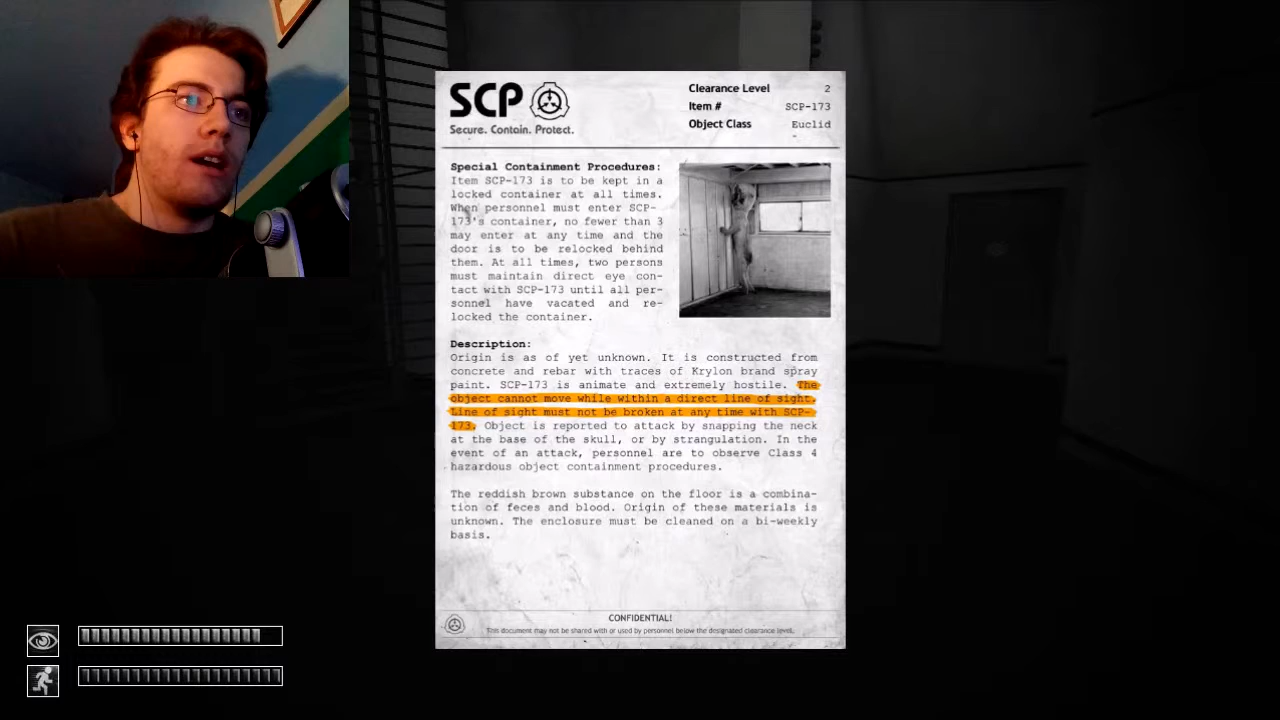 SCP
Secure. Contain. Protect.
Clearance Level 2
Item # SCP-173
Object Class Euclid
Special Containment Procedures:
Item SCP-173 is to be kept in a
locked container at all times.
When personnel must enter SCP-
173's container, no fewer than 3
may enter at any time and the
door is to be relocked behind
them. At all times, two persons
must maintain direct eye con-
tact with SCP-173 until all per-
sonnel have vacated and re-
locked the container.
Description:
Origin is as of yet unknown. It is constructed from
concrete and rebar with traces of Krylon brand spray
paint. SCP-173 is animate and extremely hostile. The
object cannot move while within a direct line of sight.
Line of sight must not be broken at any time with SCP-
173. Object is reported to attack by snapping the neck
at the base of the skull, or by strangulation. In the
event of an attack, personnel are to observe Class 4
hazardous object containment procedures.
The reddish brown substance on the floor is a combina-
tion of feces and blood. Origin of these materials is
unknown. The enclosure must be cleaned on a bi-weekly
basis.
CONFIDENTIAL!
This document may not be shared with or used by personnel below the designated clearance level.